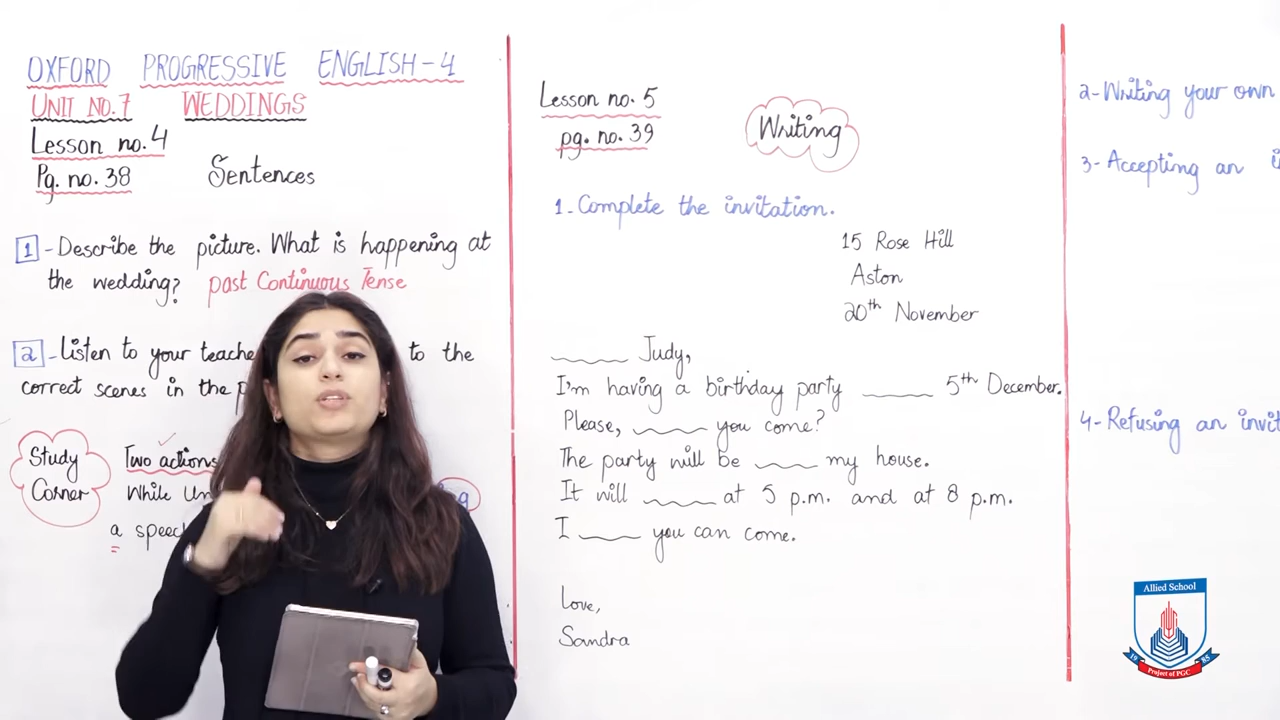 OXFORD PROGRESSIVE ENGLISH-4
UNIT NO.7 WEDDINGS
Lesson no.4
Pg. no. 38 Sentences
1 - Describe the picture. What is happening at
the wedding? past Continuous Tense
2 - Listen to your to the
correct scenes in the
Study
Corner
Two actions
While
a
Lesson no. 5
pg. no. 39
Writing
1- Complete the invitation.
15 Rose Hill
Aston
20th November
Judy,
I'm having a birthday party 5th December.
Please, you come?
The party will be my house.
It will at 5 p.m. and at 8 p.m.
I you can come.
Love,
Sandra
2- Writing your own
3- Accepting an
4- Refusing an
Allied School
19 85
Project of PGC